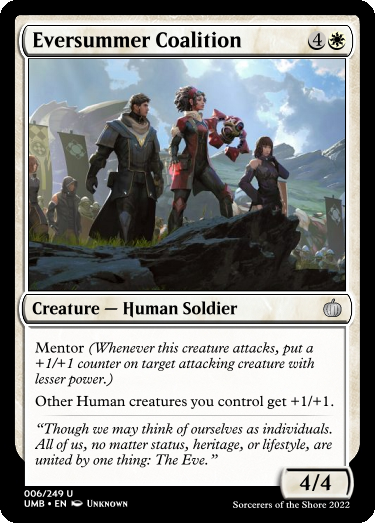 Eversummer Coalition 4
Creature — Human Soldier
Mentor (Whenever this creature attacks, put a
+1/+1 counter on target attacking creature with
lesser power.)
Other Human creatures you control get +1/+1.
“Though we may think of ourselves as individuals.
All of us, no matter status, heritage, or lifestyle, are
united by one thing: The Eve.”
4/4
006/249 U
UMB • EN Unknown
Sorcerers of the Shore 2022